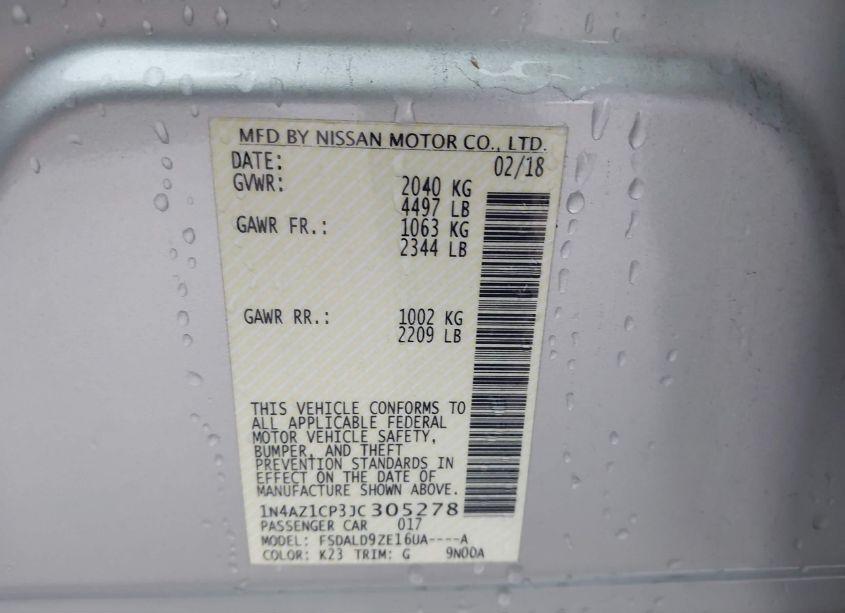 MFD BY NISSAN MOTOR CO., LTD.
DATE: 02/18
GVWR: 2040 KG
4497 LB
GAWR FR.: 1063 KG
2344 LB
GAWR RR.: 1002 KG
2209 LB
THIS VEHICLE CONFORMS TO
ALL APPLICABLE FEDERAL
MOTOR VEHICLE SAFETY,
BUMPER, AND THEFT
PREVENTION STANDARDS IN
EFFECT ON THE DATE OF
MANUFACTURE SHOWN ABOVE.
1N4AZ1CP3JC305278
PASSENGER CAR 017
MODEL: FSDALD9ZE16UA----A
COLOR: K23 TRIM: G 9N00A